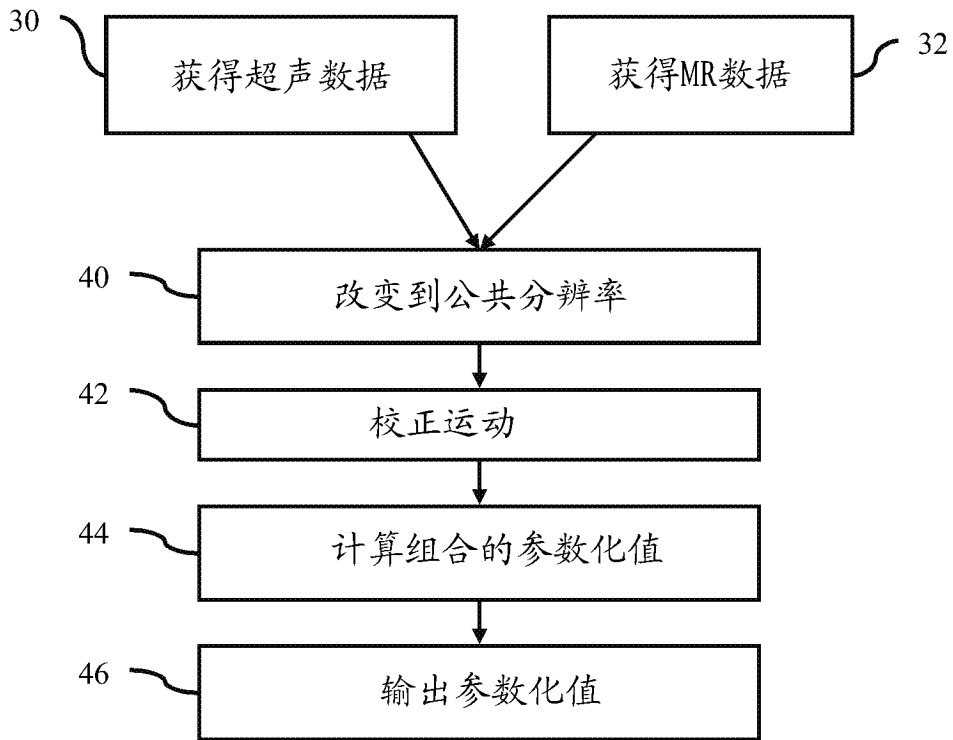 30
获得超声数据
获得MR数据
32
40
改变到公共分辨率
42
校正运动
44
计算组合的参数化值
46
输出参数化值